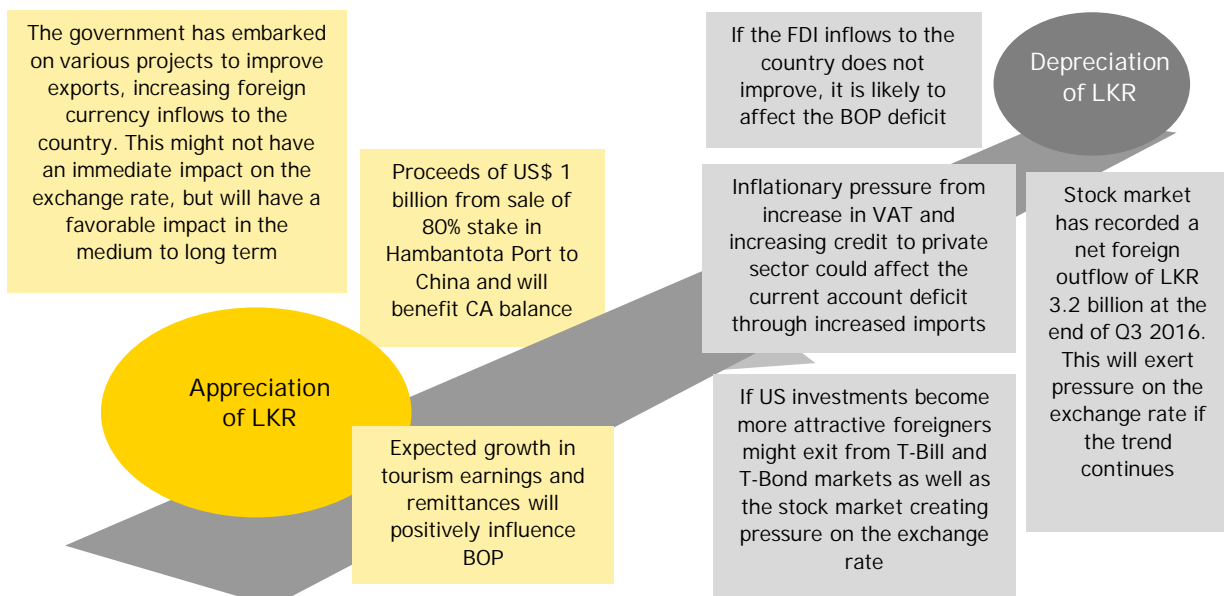 The government has embarked
on various projects to improve
exports, increasing foreign
currency inflows to the
country. This might not have
an immediate impact on the
exchange rate, but will have a
favorable impact in the
medium to long term
Proceeds of US$ 1
billion from sale of
80% stake in
Hambantota Port to
China and will
benefit CA balance
Appreciation
of LKR
Expected growth in
tourism earnings and
remittances will
positively influence
BOP
If the FDI inflows to the
country does not
improve, it is likely to
affect the BOP deficit
Depreciation
of LKR
Inflationary pressure from
increase in VAT and
increasing credit to private
sector could affect the
current account deficit
through increased imports
Stock market
has recorded a
net foreign
outflow of LKR
3.2 billion at the
end of Q3 2016.
This will exert
pressure on the
exchange rate if
the trend
continues
If US investments become
more attractive foreigners
might exit from T-Bill and
T-Bond markets as well as
the stock market creating
pressure on the exchange
rate